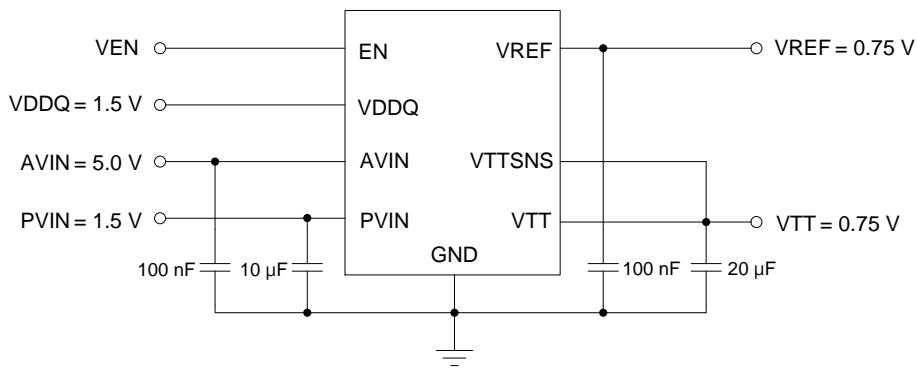 VEN
EN
VREF
VREF = 0.75 V
VDDQ = 1.5 V
VDDQ
AVIN = 5.0 V
AVIN
VTTSNS
PVIN = 1.5 V
PVIN
VTT
VTT = 0.75 V
GND
100 nF
10 µF
100 nF
20 µF